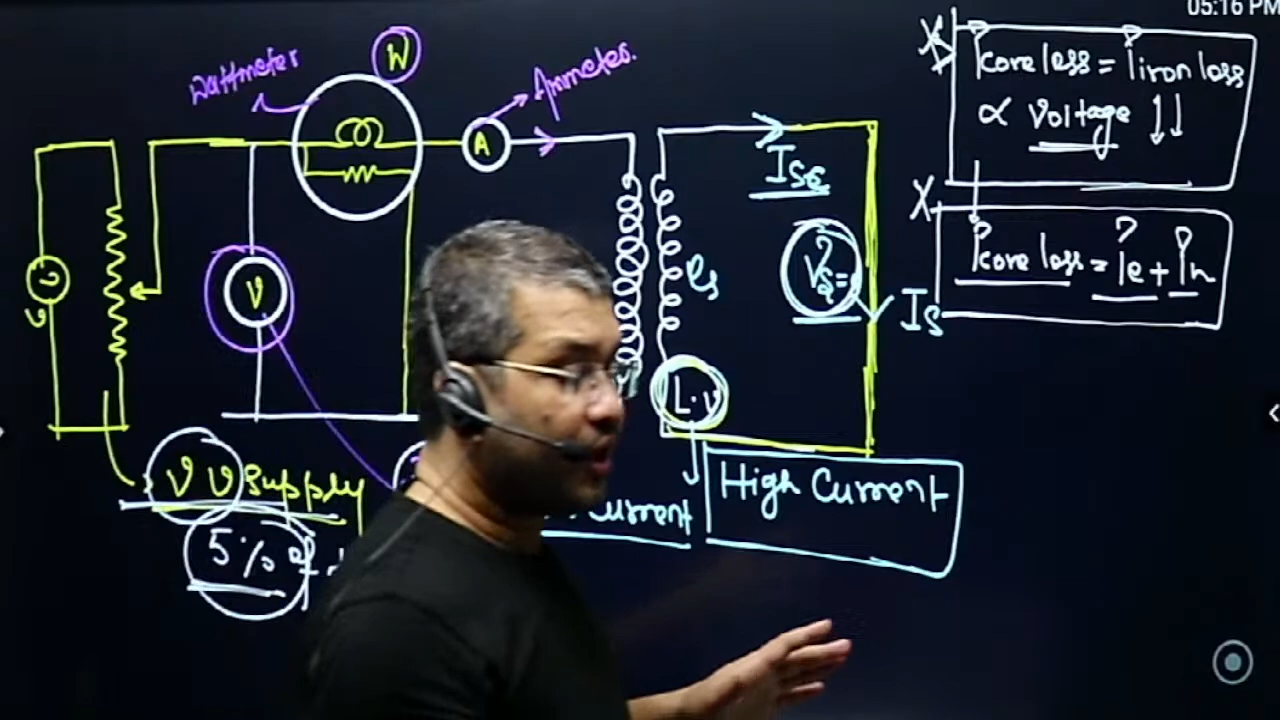 05:16 PM
W
Wattmeter
Ammeter.
A
V
v
V V Supply
5% of
Isc
Is
L.V
Current
High Current
Pcore loss = Piron loss
∝ Voltage ↓↓
Pcore loss = Pe + Ph